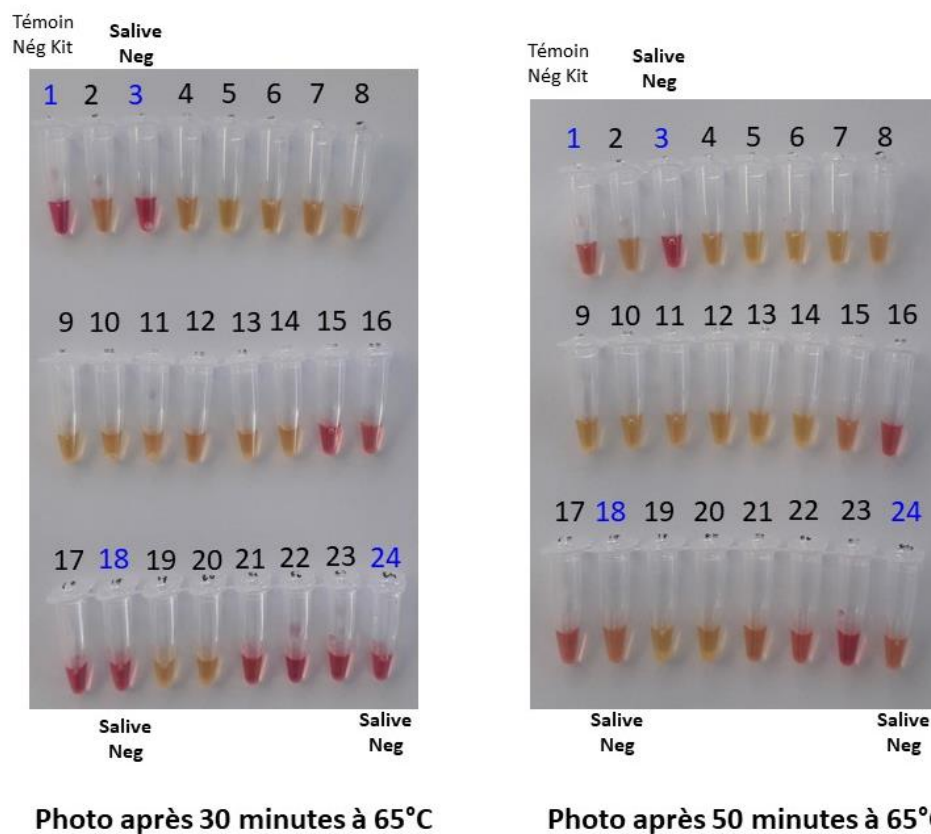 Témoin
Nég Kit
Salive
Neg
1 2 3 4 5 6 7 8
9 10 11 12 13 14 15 16
17 18 19 20 21 22 23 24
Salive
Neg
Salive
Neg
Photo après 30 minutes à 65°C
Témoin
Nég Kit
Salive
Neg
1 2 3 4 5 6 7 8
9 10 11 12 13 14 15 16
17 18 19 20 21 22 23 24
Salive
Neg
Salive
Neg
Photo après 50 minutes à 65°